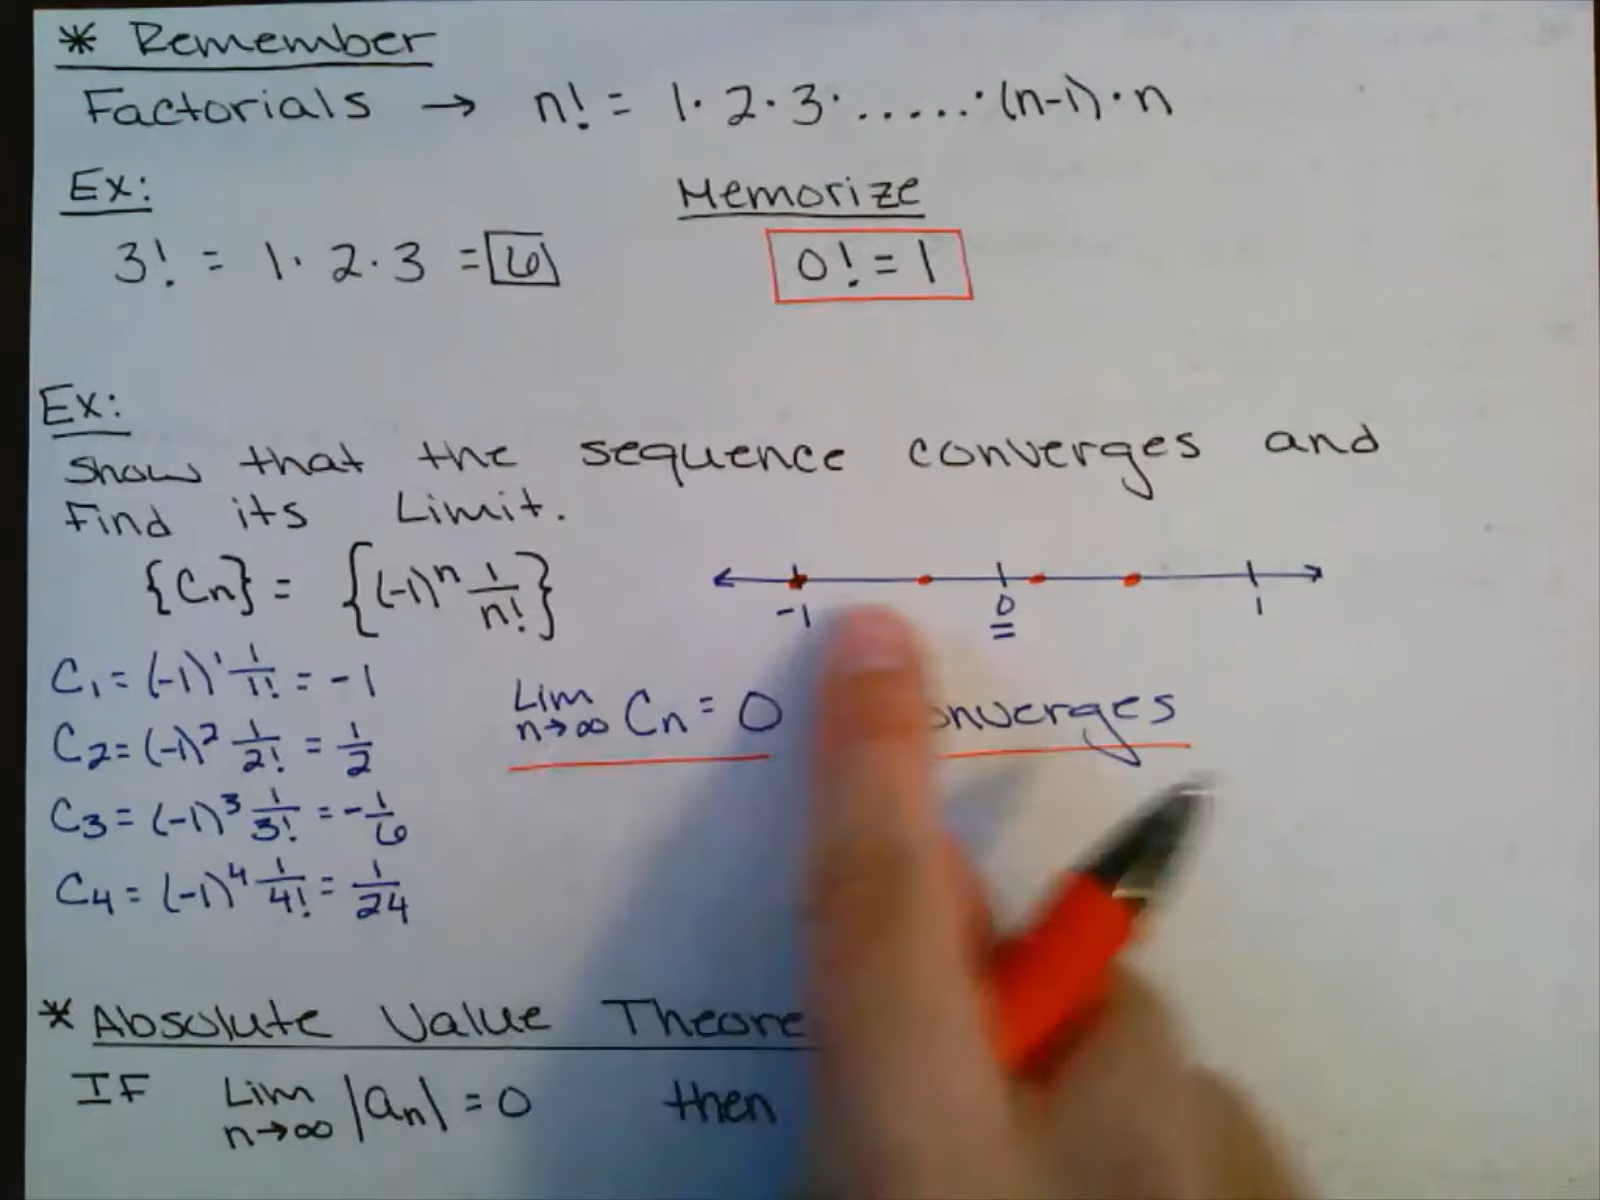 * Remember
Factorials → n! = 1·2·3·.....·(n-1)·n
Ex:
3! = 1·2·3 = 6
Memorize
0! = 1
Ex:
Show that the sequence converges and
Find its Limit.
{Cn} = {(-1)^n 1/n!}
-1 0 1
C1 = (-1)^1 1/1! = -1
C2 = (-1)^2 1/2! = 1/2
C3 = (-1)^3 1/3! = -1/6
C4 = (-1)^4 1/4! = 1/24
Lim n→∞ Cn = 0
* Absolute Value
IF Lim n→∞ |an| = 0 then